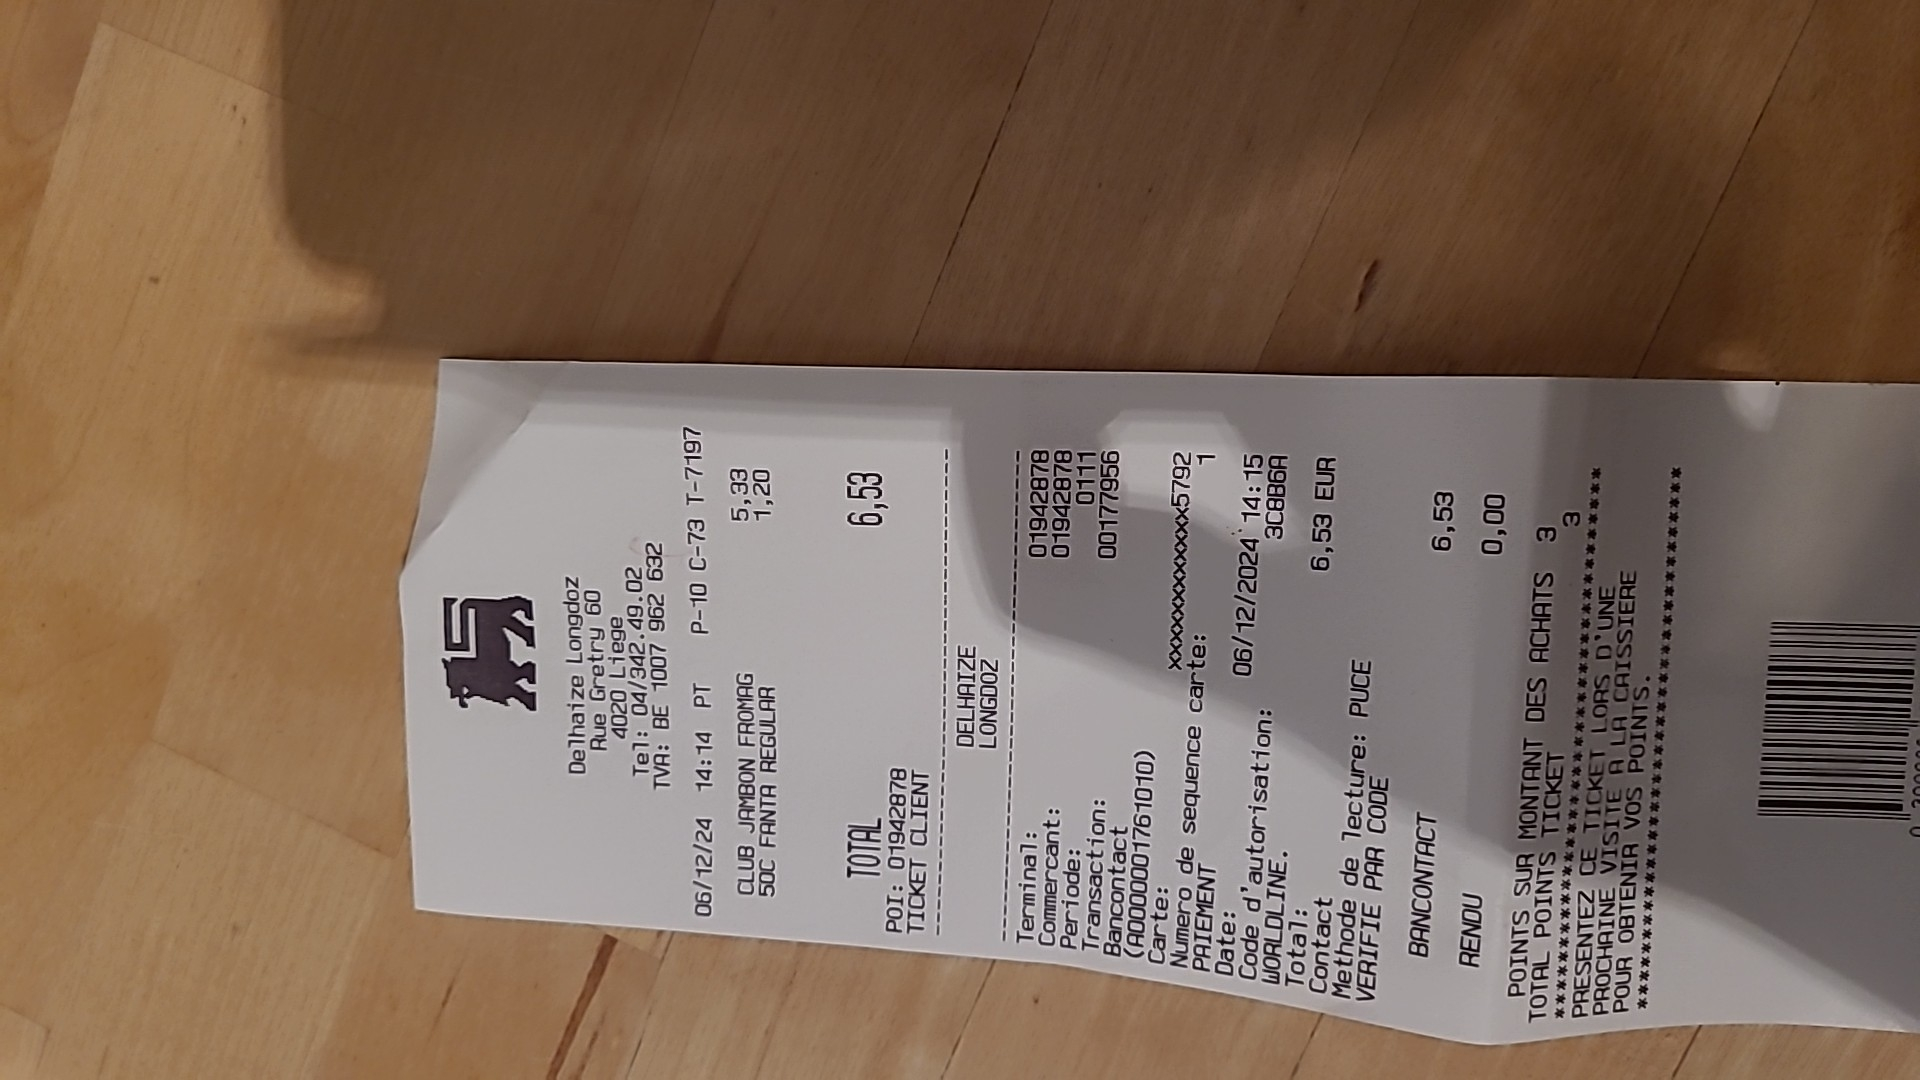 Delhaize Longdoz
Rue Gretry 60
4020 Liege
Tel: 04/342.49.02
TVA: BE 1007 962 632
06/12/24 14:14 PT P-10 C-73 T-7197
CLUB JAMBON FROMAG 5,33
50C FANTA REGULAR 1,20
TOTAL 6,53
POI: 01942878
TICKET CLIENT
--------------------------------
DELHAIZE
LONGDOZ
--------------------------------
Terminal: 01942878
Commercant: 01942878
Periode: 0111
Transaction: 00177956
Bancontact
(A0000001761010)
Carte: xxxxxxxxxxxxx5792
Numero de sequence carte: 1
PAIEMENT
Date: 06/12/2024 14:15
Code d'autorisation: 3C8B6A
WORLDLINE.
Total: 6,53 EUR
Contact
Methode de lecture: PUCE
VERIFIE PAR CODE
BANCONTACT 6,53
RENDU 0,00
POINTS SUR MONTANT DES ACHATS 3
TOTAL POINTS TICKET 3
****************************************
PRESENTEZ CE TICKET LORS D'UNE
PROCHAINE VISITE A LA CAISSIERE
POUR OBTENIR VOS POINTS.
****************************************